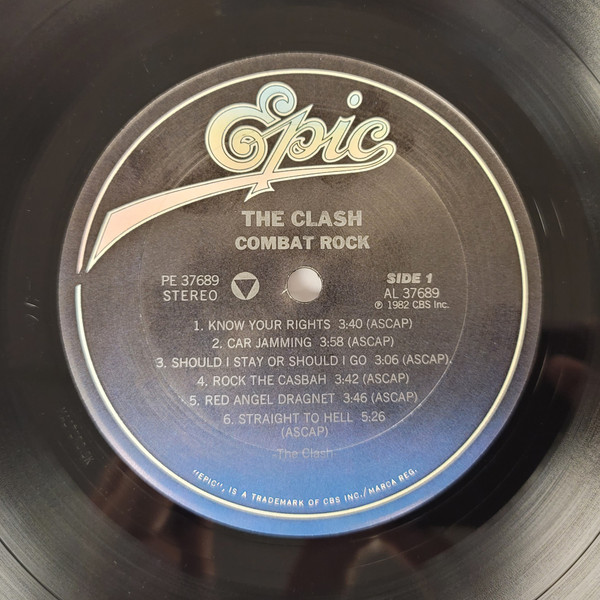 Epic
THE CLASH
COMBAT ROCK
PE 37689
STEREO
SIDE 1
AL 37689
℗ 1982 CBS Inc.
1. KNOW YOUR RIGHTS 3:40 (ASCAP)
2. CAR JAMMING 3:58 (ASCAP)
3. SHOULD I STAY OR SHOULD I GO 3:06 (ASCAP).
4. ROCK THE CASBAH 3:42 (ASCAP)
5. RED ANGEL DRAGNET 3:46 (ASCAP)
6. STRAIGHT TO HELL 5:26
(ASCAP)
-The Clash
"EPIC", IS A TRADEMARK OF CBS INC./MARCA REG.